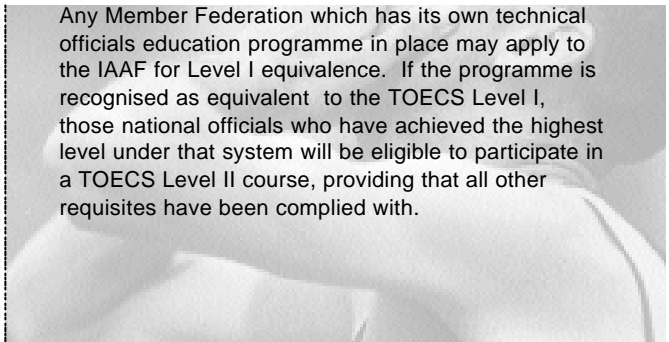 Any Member Federation which has its own technical
officials education programme in place may apply to
the IAAF for Level I equivalence.  If the programme is
recognised as equivalent  to the TOECS Level I,
those national officials who have achieved the highest
level under that system will be eligible to participate in
a TOECS Level II course, providing that all other
requisites have been complied with.